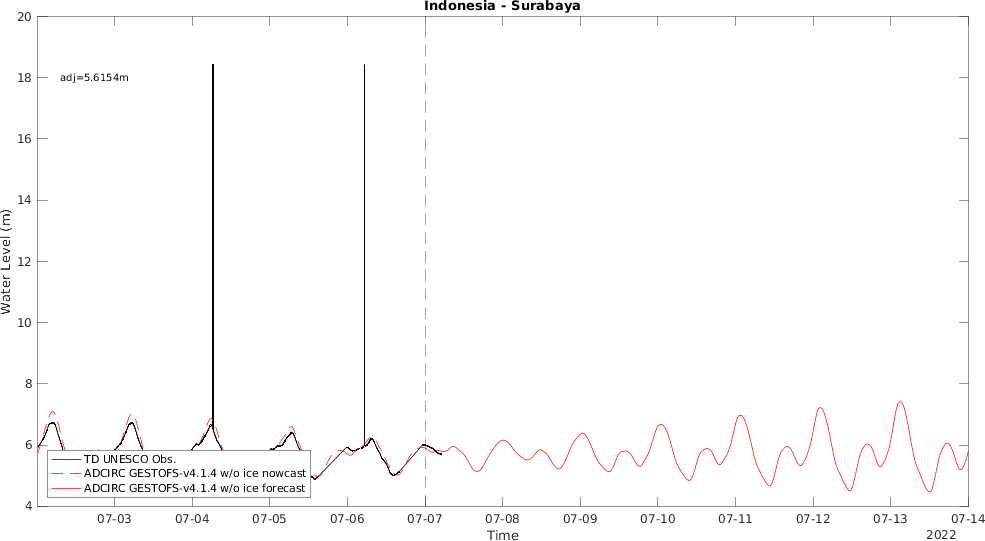 Indonesia - Surabaya
20
18
16
14
12
10
8
6
4
Water Level (m)
adj=5.6154m
TD UNESCO Obs.
ADCIRC GESTOFS-v4.1.4 w/o ice nowcast
ADCIRC GESTOFS-v4.1.4 w/o ice forecast
07-03 07-04 07-05 07-06 07-07 07-08 07-09 07-10 07-11 07-12 07-13 07-14
Time
2022